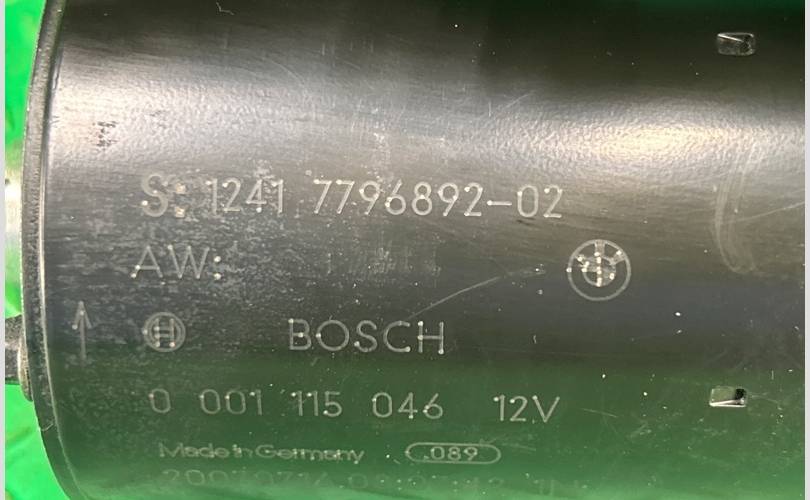 S: 1241 7796892-02
AW:
BOSCH
0 001 115 046 12V
Made in Germany .089